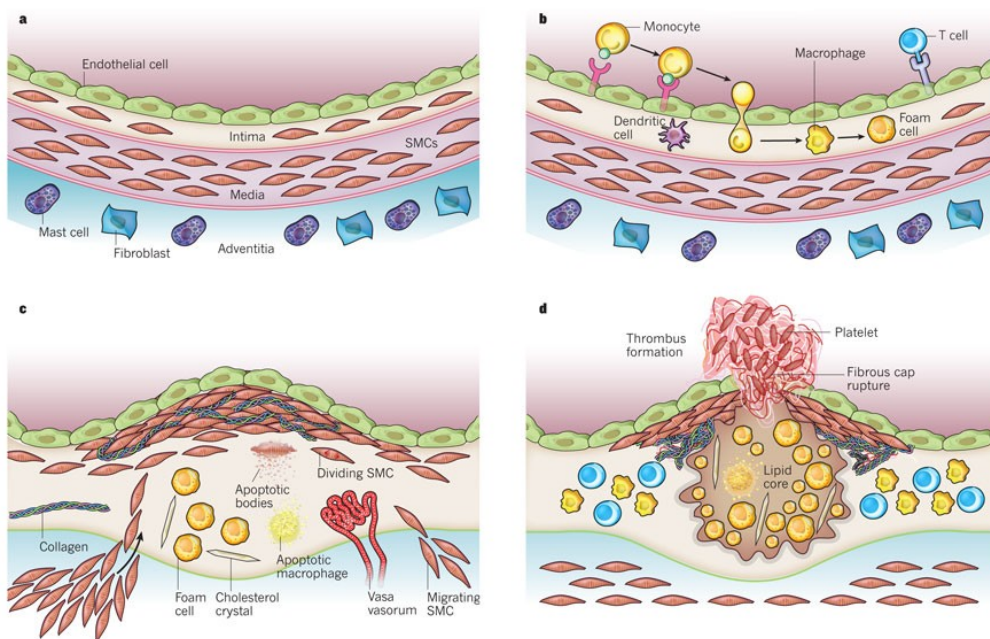 a
Endothelial cell
Intima
SMCs
Media
Mast cell
Fibroblast
Adventitia
b
Monocyte
Macrophage
T cell
Dendritic
cell
Foam
cell
c
Dividing SMC
Apoptotic
bodies
Collagen
Apoptotic
macrophage
Foam
cell
Cholesterol
crystal
Vasa
vasorum
Migrating
SMC
d
Thrombus
formation
Platelet
Fibrous cap
rupture
Lipid
core